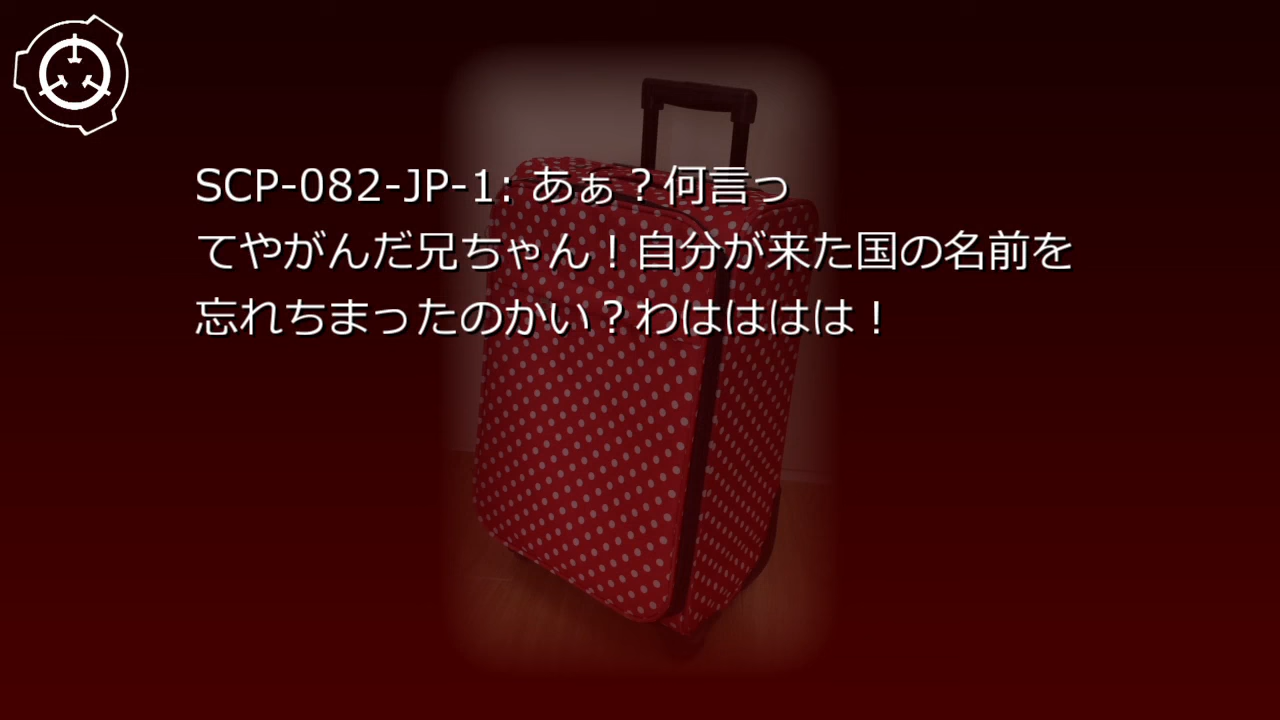 SCP-082-JP-1: あぁ？何言っ
てやがんだ兄ちゃん！自分が来た国の名前を
忘れちまったのかい？わはははは！